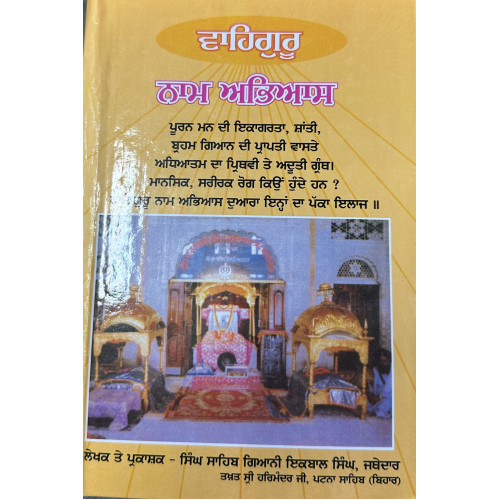 ਵਾਹਿਗੁਰੂ
ਨਾਮ ਅਭਿਆਸ
ਪੂਰਨ ਮਨ ਦੀ ਇਕਾਗਰਤਾ, ਸ਼ਾਂਤੀ,
ਬ੍ਰਹਮ ਗਿਆਨ ਦੀ ਪ੍ਰਾਪਤੀ ਵਾਸਤੇ
ਅਧਿਆਤਮ ਦਾ ਪ੍ਰਿਥਵੀ ਤੇ ਅਦੂਤੀ ਗ੍ਰੰਥ।
ਮਾਨਸਿਕ, ਸਰੀਰਕ ਰੋਗ ਕਿਉਂ ਹੁੰਦੇ ਹਨ ?
ਨਾਮ ਅਭਿਆਸ ਦੁਆਰਾ ਇਨ੍ਹਾਂ ਦਾ ਪੱਕਾ ਇਲਾਜ ॥
ਲੇਖਕ ਤੇ ਪ੍ਰਕਾਸ਼ਕ - ਸਿੰਘ ਸਾਹਿਬ ਗਿਆਨੀ ਇਕਬਾਲ ਸਿੰਘ, ਜਥੇਦਾਰ
ਤਖ਼ਤ ਸ੍ਰੀ ਹਰਿਮੰਦਰ ਜੀ, ਪਟਨਾ ਸਾਹਿਬ (ਬਿਹਾਰ)